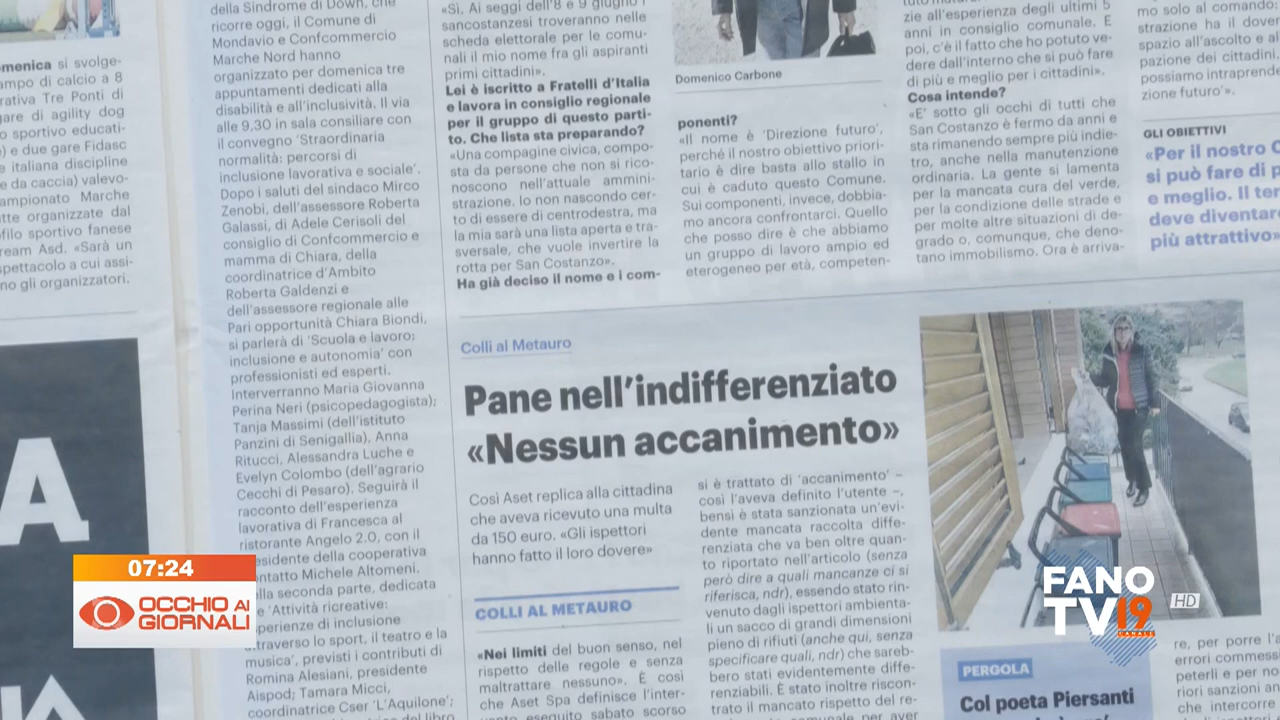 menica si svolge-
ampo di calcio a 8
rativa Tre Ponti di
gare di agility dog
o sportivo educati-
) e due gare Fidasc
e italiana discipline
e da caccia) valevo-
ampionato Marche
utte organizzate dal
filo sportivo fanese
ream Asd. «Sarà un
spettacolo a cui assi-
no gli organizzatori.
della Sindrome di Down, che
ricorre oggi, il Comune di
Mondavio e Confcommercio
Marche Nord hanno
organizzato per domenica tre
appuntamenti dedicati alla
disabilità e all'inclusività. Il via
alle 9,30 in sala consiliare con
il convegno 'Straordinaria
normalità: percorsi di
inclusione lavorativa e sociale'.
Dopo i saluti del sindaco Mirco
Zenobi, dell'assessore Roberta
Galassi, di Adele Cerisoli del
consiglio di Confcommercio e
mamma di Chiara, della
coordinatrice d'Ambito
Roberta Galdenzi e
dell'assessore regionale alle
Pari opportunità Chiara Biondi,
si parlerà di 'Scuola e lavoro:
inclusione e autonomia' con
professionisti ed esperti.
Interverranno Maria Giovanna
Perina Neri (psicopedagogista);
Tanja Massimi (dell'istituto
Panzini di Senigallia), Anna
Ritucci, Alessandra Luche e
Evelyn Colombo (dell'agrario
Cecchi di Pesaro). Seguirà il
racconto dell'esperienza
lavorativa di Francesca al
ristorante Angelo 2.0, con il
presidente della cooperativa
ontatto Michele Altomeni.
lla seconda parte, dedicata
e 'Attività ricreative:
perienze di inclusione
attraverso lo sport, il teatro e la
musica', previsti i contributi di
Romina Alesiani, presidente
Aispod; Tamara Micci,
coordinatrice Cser 'L'Aquilone';
«Sì. Ai seggi dell'8 e 9 giugno i
sancostanzesi troveranno nelle
scheda elettorale per le comu-
nali il mio nome fra gli aspiranti
primi cittadini».
Lei è iscritto a Fratelli d'Italia
e lavora in consiglio regionale
per il gruppo di questo parti-
to. Che lista sta preparando?
«Una compagine civica, compo-
sta da persone che non si rico-
noscono nell'attuale ammini-
strazione. Io non nascondo cer-
to di essere di centrodestra, ma
la mia sarà una lista aperta e tra-
sversale, che vuole invertire la
rotta per San Costanzo».
Ha già deciso il nome e i com-
Domenico Carbone
ponenti?
«Il nome è 'Direzione futuro',
perché il nostro obiettivo priori-
tario è dire basta allo stallo in
cui è caduto questo Comune.
Sui componenti, invece, dobbia-
mo ancora confrontarci. Quello
che posso dire è che abbiamo
un gruppo di lavoro ampio ed
eterogeneo per età, competen-
zie all'esperienza degli ultimi 5
anni in consiglio comunale. E
poi, c'è il fatto che ho potuto ve-
dere dall'interno che si può fare
di più e meglio per i cittadini».
Cosa intende?
«E' sotto gli occhi di tutti che
San Costanzo è fermo da anni e
sta rimanendo sempre più indie-
tro, anche nella manutenzione
ordinaria. La gente si lamenta
per la mancata cura del verde,
per la condizione delle strade e
per molte altre situazioni di de-
grado o, comunque, che deno-
tano immobilismo. Ora è arriva-
mo solo al comando:
strazione ha il dover
spazio all'ascolto e al
pazione dei cittadini.
possiamo intraprende
zione futuro'».
GLI OBIETTIVI
«Per il nostro C
si può fare di p
e meglio. Il ter
deve diventare
più attrattivo»
Colli al Metauro
Pane nell'indifferenziato
«Nessun accanimento»
Così Aset replica alla cittadina
che aveva ricevuto una multa
da 150 euro. «Gli ispettori
hanno fatto il loro dovere»
COLLI AL METAURO
«Nei limiti del buon senso, nel
rispetto delle regole e senza
maltrattare nessuno». È così
che Aset Spa definisce l'inter-
vento eseguito sabato scorso
si è trattato di 'accanimento' –
così l'aveva definito l'utente –,
bensì è stata sanzionata un'evi-
dente mancata raccolta diffe-
renziata che va ben oltre quan-
to riportato nell'articolo (senza
però dire a quali mancanze ci si
riferisca, ndr), essendo stato rin-
venuto dagli ispettori ambienta-
li un sacco di grandi dimensioni
pieno di rifiuti (anche qui, senza
specificare quali, ndr) che sareb-
bero stati evidentemente diffe-
renziabili. È stato inoltre riscon-
trato il mancato rispetto del re-
PERGOLA
Col poeta Piersanti
re, per porre l'a
errori commess
peterli e per no
riori sanzioni an
che intercorre
07:24
OCCHIO AI
GIORNALI
FANO
TV19
CANALE
HD